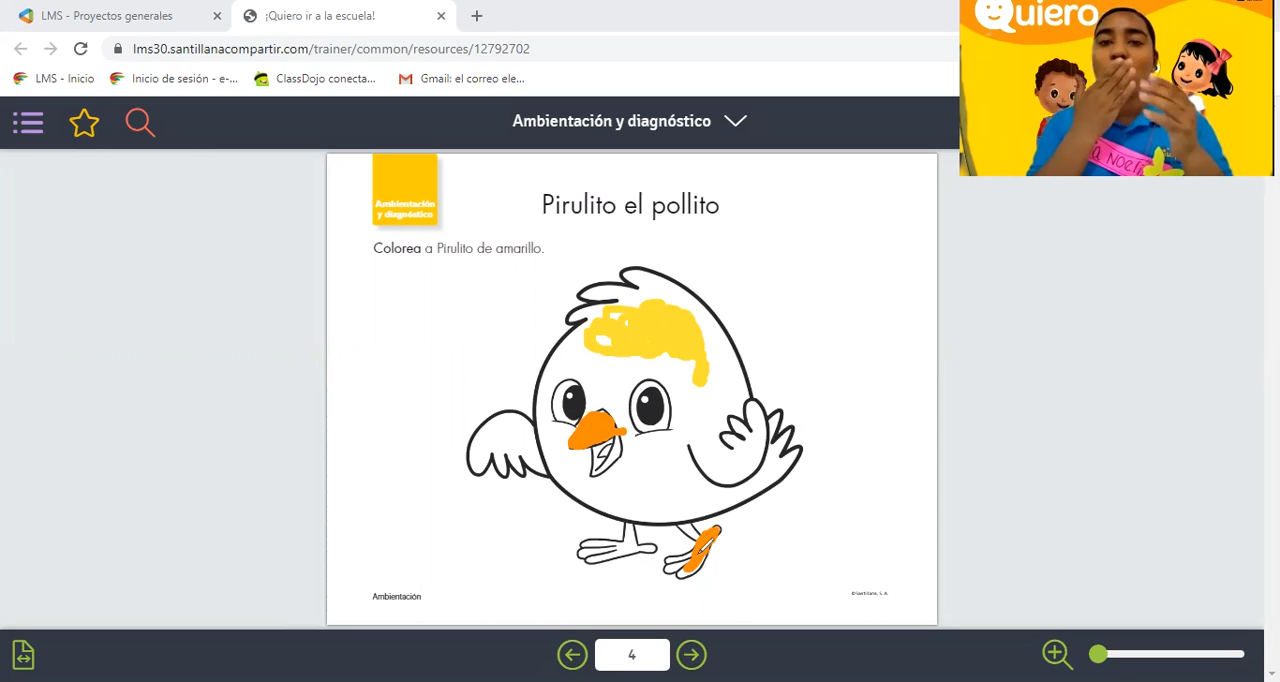 LMS - Proyectos generales
¡Quiero ir a la escuela!
lms30.santillanacompartir.com/trainer/common/resources/12792702
LMS - Inicio
Inicio de sesión - e-...
ClassDojo conecta...
Gmail: el correo ele...
Quiero
Ambientación y diagnóstico
Ambientación
y diagnóstico
Pirulito el pollito
Colorea a Pirulito de amarillo.
Ambientación
©Santillana, S. A.
4